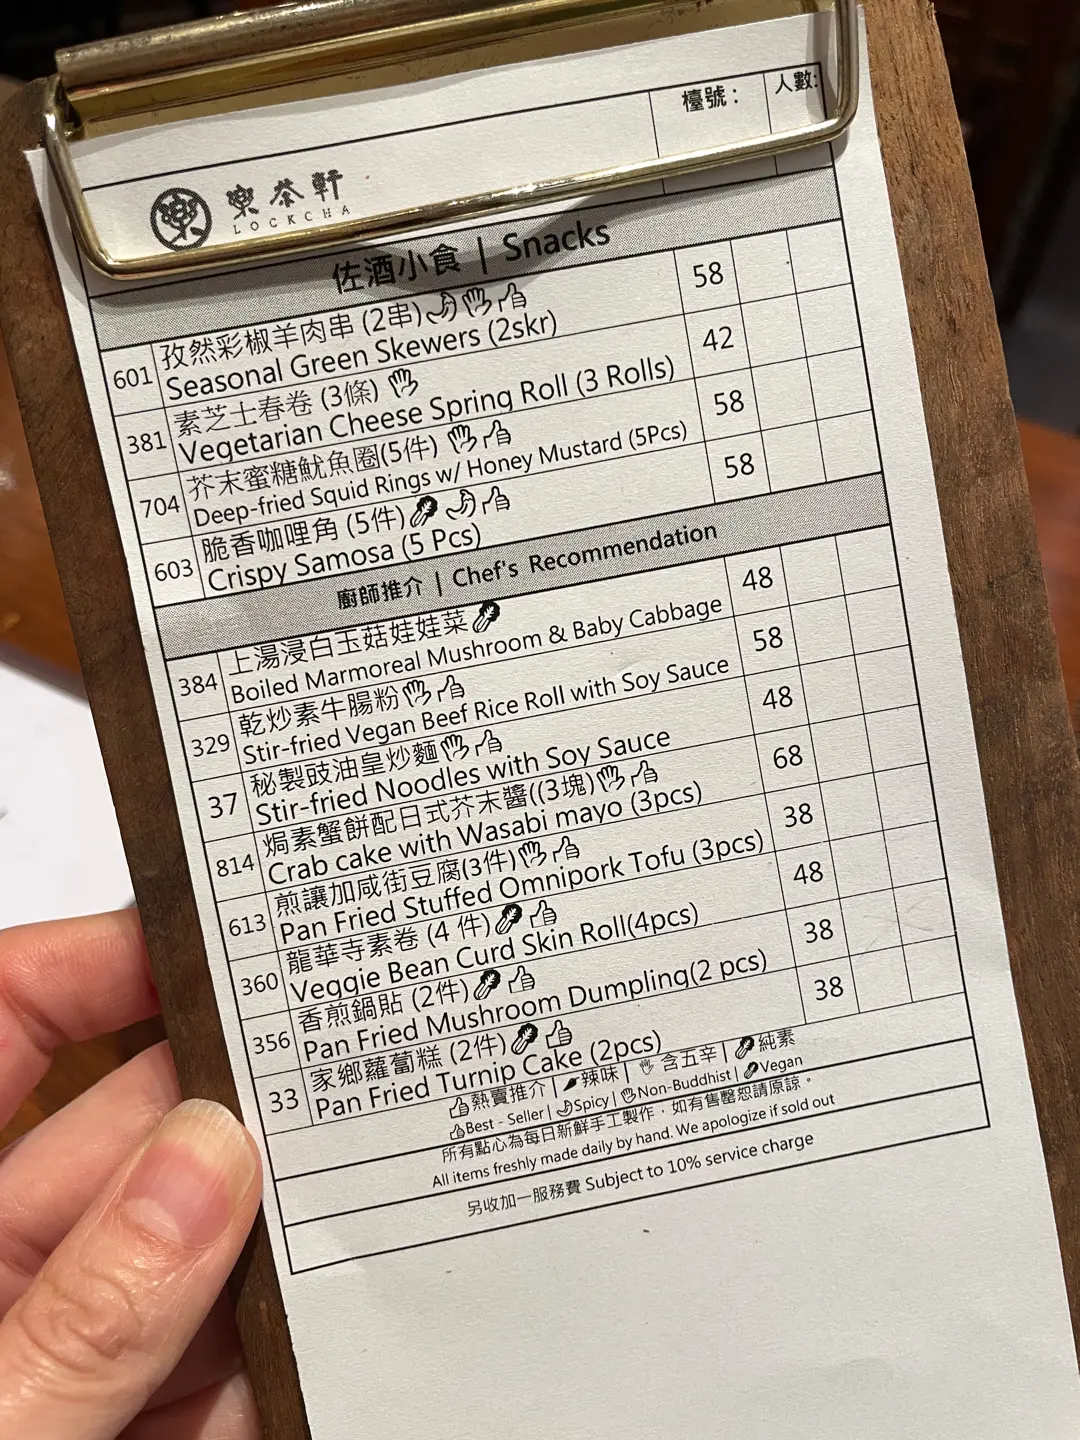 檯號：
人數:
樂
樂茶軒
LOCKCHA
佐酒小食 | Snacks
601
孜然彩椒羊肉串 (2串)
Seasonal Green Skewers (2skr)
58
381
素芝士春卷 (3條)
Vegetarian Cheese Spring Roll (3 Rolls)
42
704
芥末蜜糖魷魚圈(5件)
Deep-fried Squid Rings w/ Honey Mustard (5Pcs)
58
603
脆香咖哩角 (5件)
Crispy Samosa (5 Pcs)
58
廚師推介 | Chef's Recommendation
384
上湯浸白玉菇娃娃菜
Boiled Marmoreal Mushroom & Baby Cabbage
48
329
乾炒素牛腸粉
Stir-fried Vegan Beef Rice Roll with Soy Sauce
58
37
秘製豉油皇炒麵
Stir-fried Noodles with Soy Sauce
48
814
焗素蟹餅配日式芥末醬((3塊)
Crab cake with Wasabi mayo (3pcs)
68
613
煎讓加咸街豆腐(3件)
Pan Fried Stuffed Omnipork Tofu (3pcs)
38
360
龍華寺素卷 (4 件)
Veggie Bean Curd Skin Roll(4pcs)
48
356
香煎鍋貼 (2件)
Pan Fried Mushroom Dumpling(2 pcs)
38
33
家鄉蘿蔔糕 (2件)
Pan Fried Turnip Cake (2pcs)
38
熱賣推介 | 辣味 | 含五辛 | 純素
Best - Seller | Spicy | Non-Buddhist | Vegan
所有點心為每日新鮮手工製作，如有售罄恕請原諒。
All items freshly made daily by hand. We apologize if sold out
另收加一服務費 Subject to 10% service charge